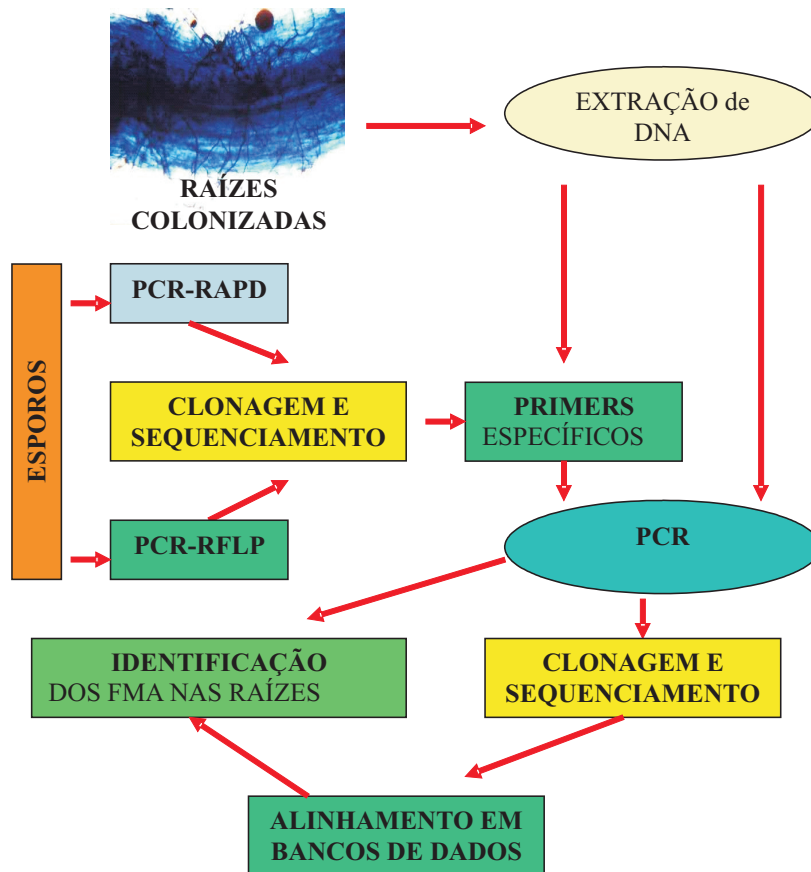 EXTRAÇÃO de
DNA
RAÍZES
COLONIZADAS
ESPOROS
PCR-RAPD
CLONAGEM E
SEQUENCIAMENTO
PRIMERS
ESPECÍFICOS
PCR-RFLP
PCR
IDENTIFICAÇÃO
DOS FMA NAS RAÍZES
CLONAGEM E
SEQUENCIAMENTO
ALINHAMENTO EM
BANCOS DE DADOS